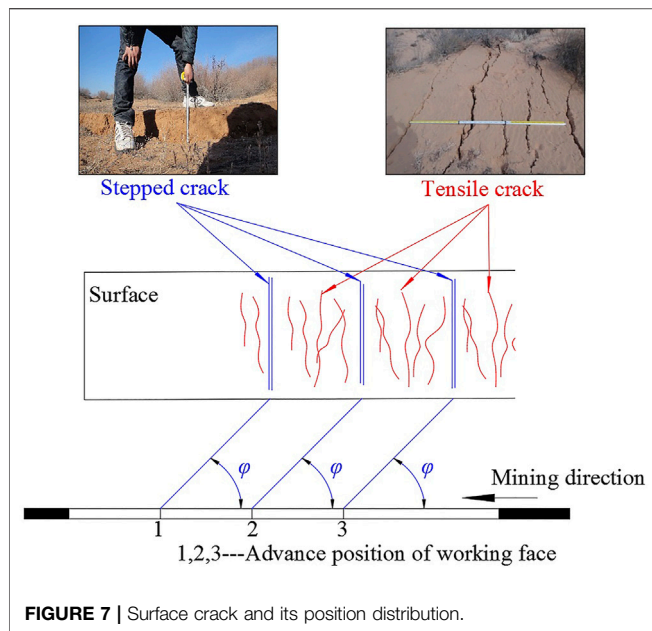 Stepped crack
Tensile crack
Surface
φ
φ
φ
Mining direction
1
2
3
1,2,3---Advance position of working face
FIGURE 7 | Surface crack and its position distribution.